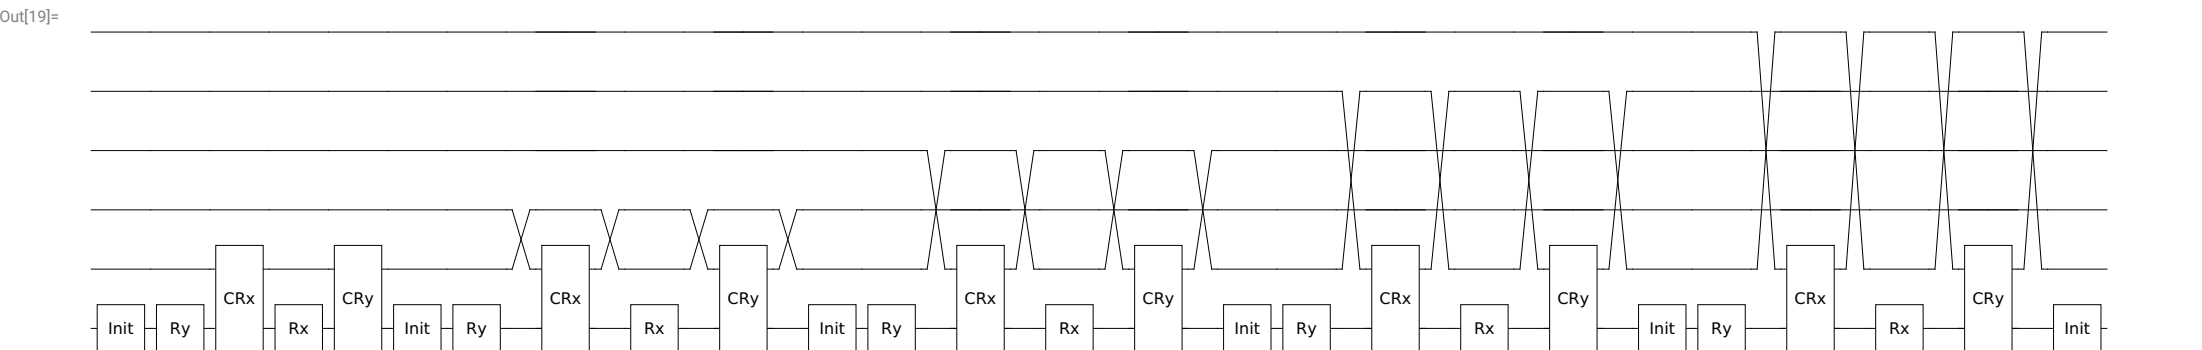 Out[19]=
CRx CRy CRx CRy CRx CRy CRx CRy CRx CRy
Init Ry Rx Init Ry Rx Init Ry Rx Init Ry Rx Init Ry Rx Init